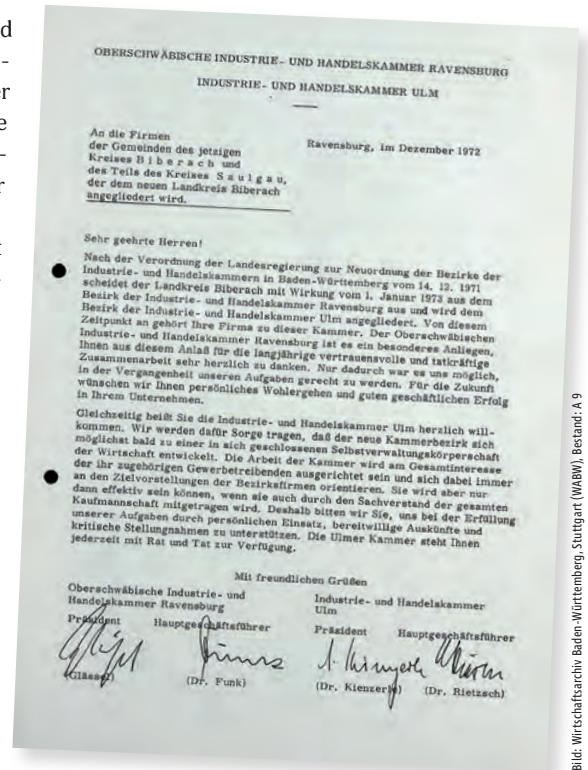 OBERSCHWÄBISCHE INDUSTRIE- UND HANDELSKAMMER RAVENSBURG
INDUSTRIE- UND HANDELSKAMMER ULM
An die Firmen
der Gemeinden des jetzigen
Kreises B i b e r a c h und
des Teils des Kreises S a u l g a u,
der dem neuen Landkreis Biberach
angegliedert wird.
Ravensburg, im Dezember 1972
Sehr geehrte Herren!
Nach der Verordnung der Landesregierung zur Neuordnung der Bezirke der
Industrie- und Handelskammern in Baden-Württemberg vom 14. 12. 1971
scheidet der Landkreis Biberach mit Wirkung vom 1. Januar 1973 aus dem
Bezirk der Industrie- und Handelskammer Ravensburg aus und wird dem
Bezirk der Industrie- und Handelskammer Ulm angegliedert. Von diesem
Zeitpunkt an gehört Ihre Firma zu dieser Kammer. Der Oberschwäbischen
Industrie- und Handelskammer Ravensburg ist es ein besonderes Anliegen,
Ihnen aus diesem Anlaß für die langjährige vertrauensvolle und tatkräftige
Zusammenarbeit sehr herzlich zu danken. Nur dadurch war es uns möglich,
in der Vergangenheit unseren Aufgaben gerecht zu werden. Für die Zukunft
wünschen wir Ihnen persönliches Wohlergehen und guten geschäftlichen Erfolg
in Ihrem Unternehmen.
Gleichzeitig heißt Sie die Industrie- und Handelskammer Ulm herzlich will-
kommen. Wir werden dafür Sorge tragen, daß der neue Kammerbezirk sich
möglichst bald zu einer in sich geschlossenen Selbstverwaltungskörperschaft
der Wirtschaft entwickelt. Die Arbeit der Kammer wird am Gesamtinteresse
der ihr zugehörigen Gewerbetreibenden ausgerichtet sein und sich dabei immer
an den Zielvorstellungen der Bezirksfirmen orientieren. Sie wird aber nur
dann effektiv sein können, wenn sie auch durch den Sachverstand der gesamten
Kaufmannschaft mitgetragen wird. Deshalb bitten wir Sie, uns bei der Erfüllung
unserer Aufgaben durch persönlichen Einsatz, bereitwillige Auskünfte und
kritische Stellungnahmen zu unterstützen. Die Ulmer Kammer steht Ihnen
jederzeit mit Rat und Tat zur Verfügung.
Mit freundlichen Grüßen
Oberschwäbische Industrie- und
Handelskammer Ravensburg
Präsident Hauptgeschäftsführer
(Dr. Funk)
Industrie- und Handelskammer
Ulm
Präsident Hauptgeschäftsführer
(Dr. Kienzerle) (Dr. Rietzsch)
Bild: Wirtschaftsarchiv Baden-Württemberg, Stuttgart (WABW), Bestand: A 9